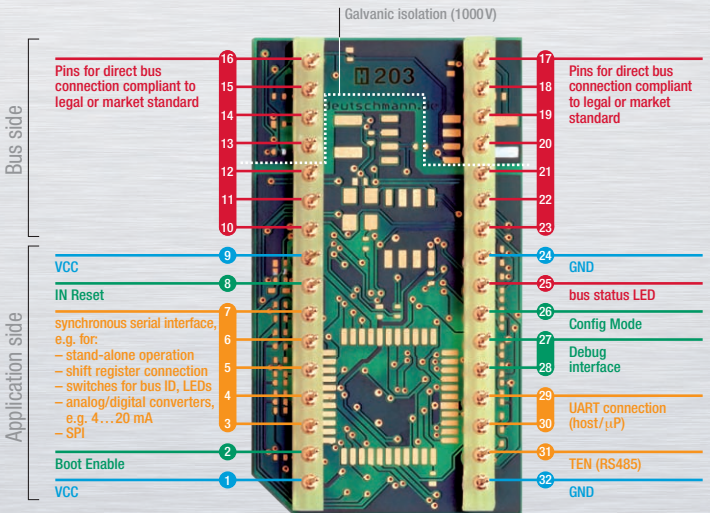 Galvanic isolation (1000 V)
Bus side
Application side
16
Pins for direct bus
connection compliant to
legal or market standard
15
14
13
12
11
10
9
VCC
8
IN Reset
7
synchronous serial interface,
e.g. for:
– stand-alone operation
– shift register connection
– switches for bus ID, LEDs
– analog/digital converters,
e.g. 4…20 mA
– SPI
6
5
4
3
2
Boot Enable
1
VCC
203
deutschmann.de
17
Pins for direct bus
connection compliant
to legal or market
standard
18
19
20
21
22
23
24
GND
25
bus status LED
26
Config Mode
27
Debug
interface
28
29
UART connection
(host/µP)
30
31
TEN (RS485)
32
GND